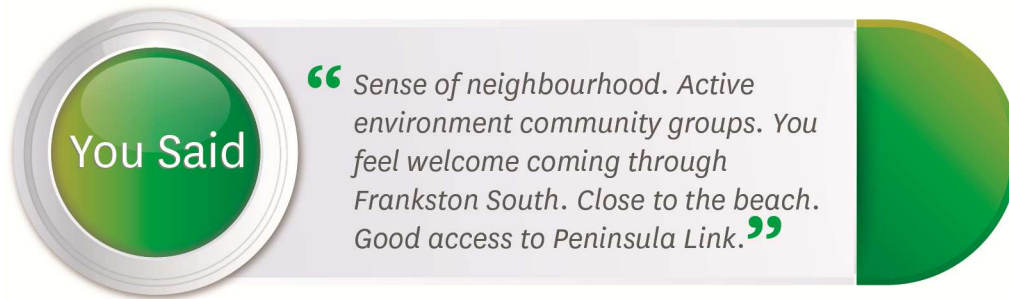 You Said
“ Sense of neighbourhood. Active
environment community groups. You
feel welcome coming through
Frankston South. Close to the beach.
Good access to Peninsula Link.”